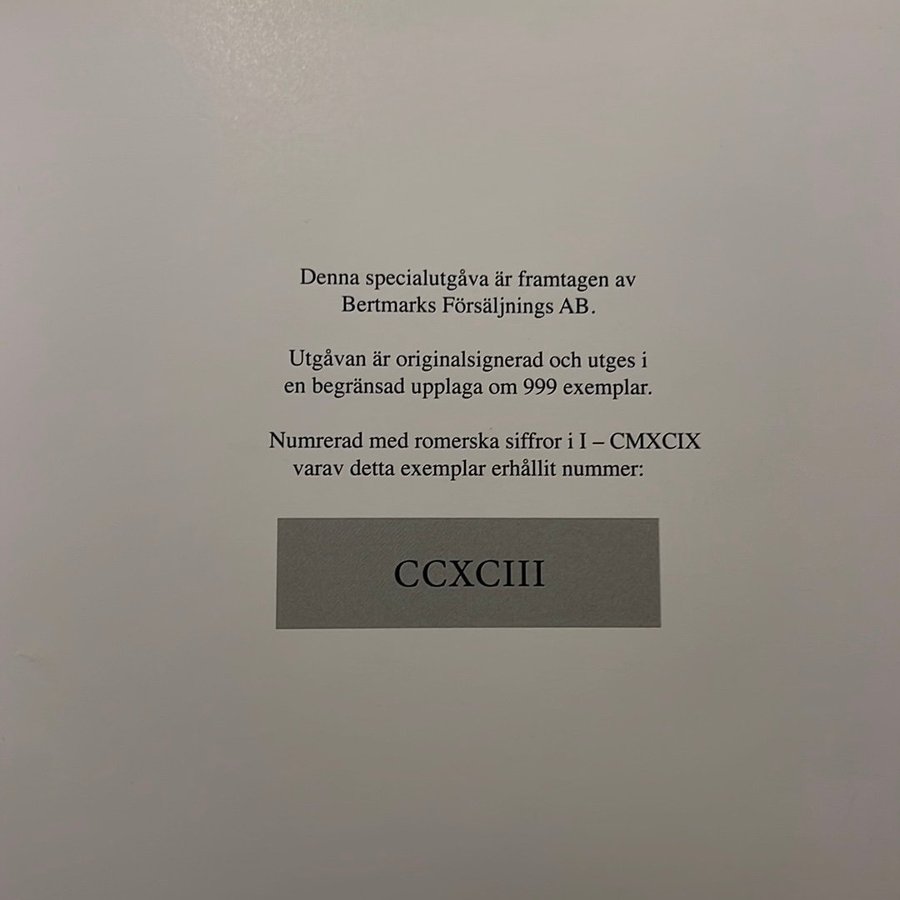 Denna specialutgåva är framtagen av
Bertmarks Försäljnings AB.
Utgåvan är originalsignerad och utges i
en begränsad upplaga om 999 exemplar.
Numrerad med romerska siffror i I – CMXCIX
varav detta exemplar erhållit nummer:
CCXCIII